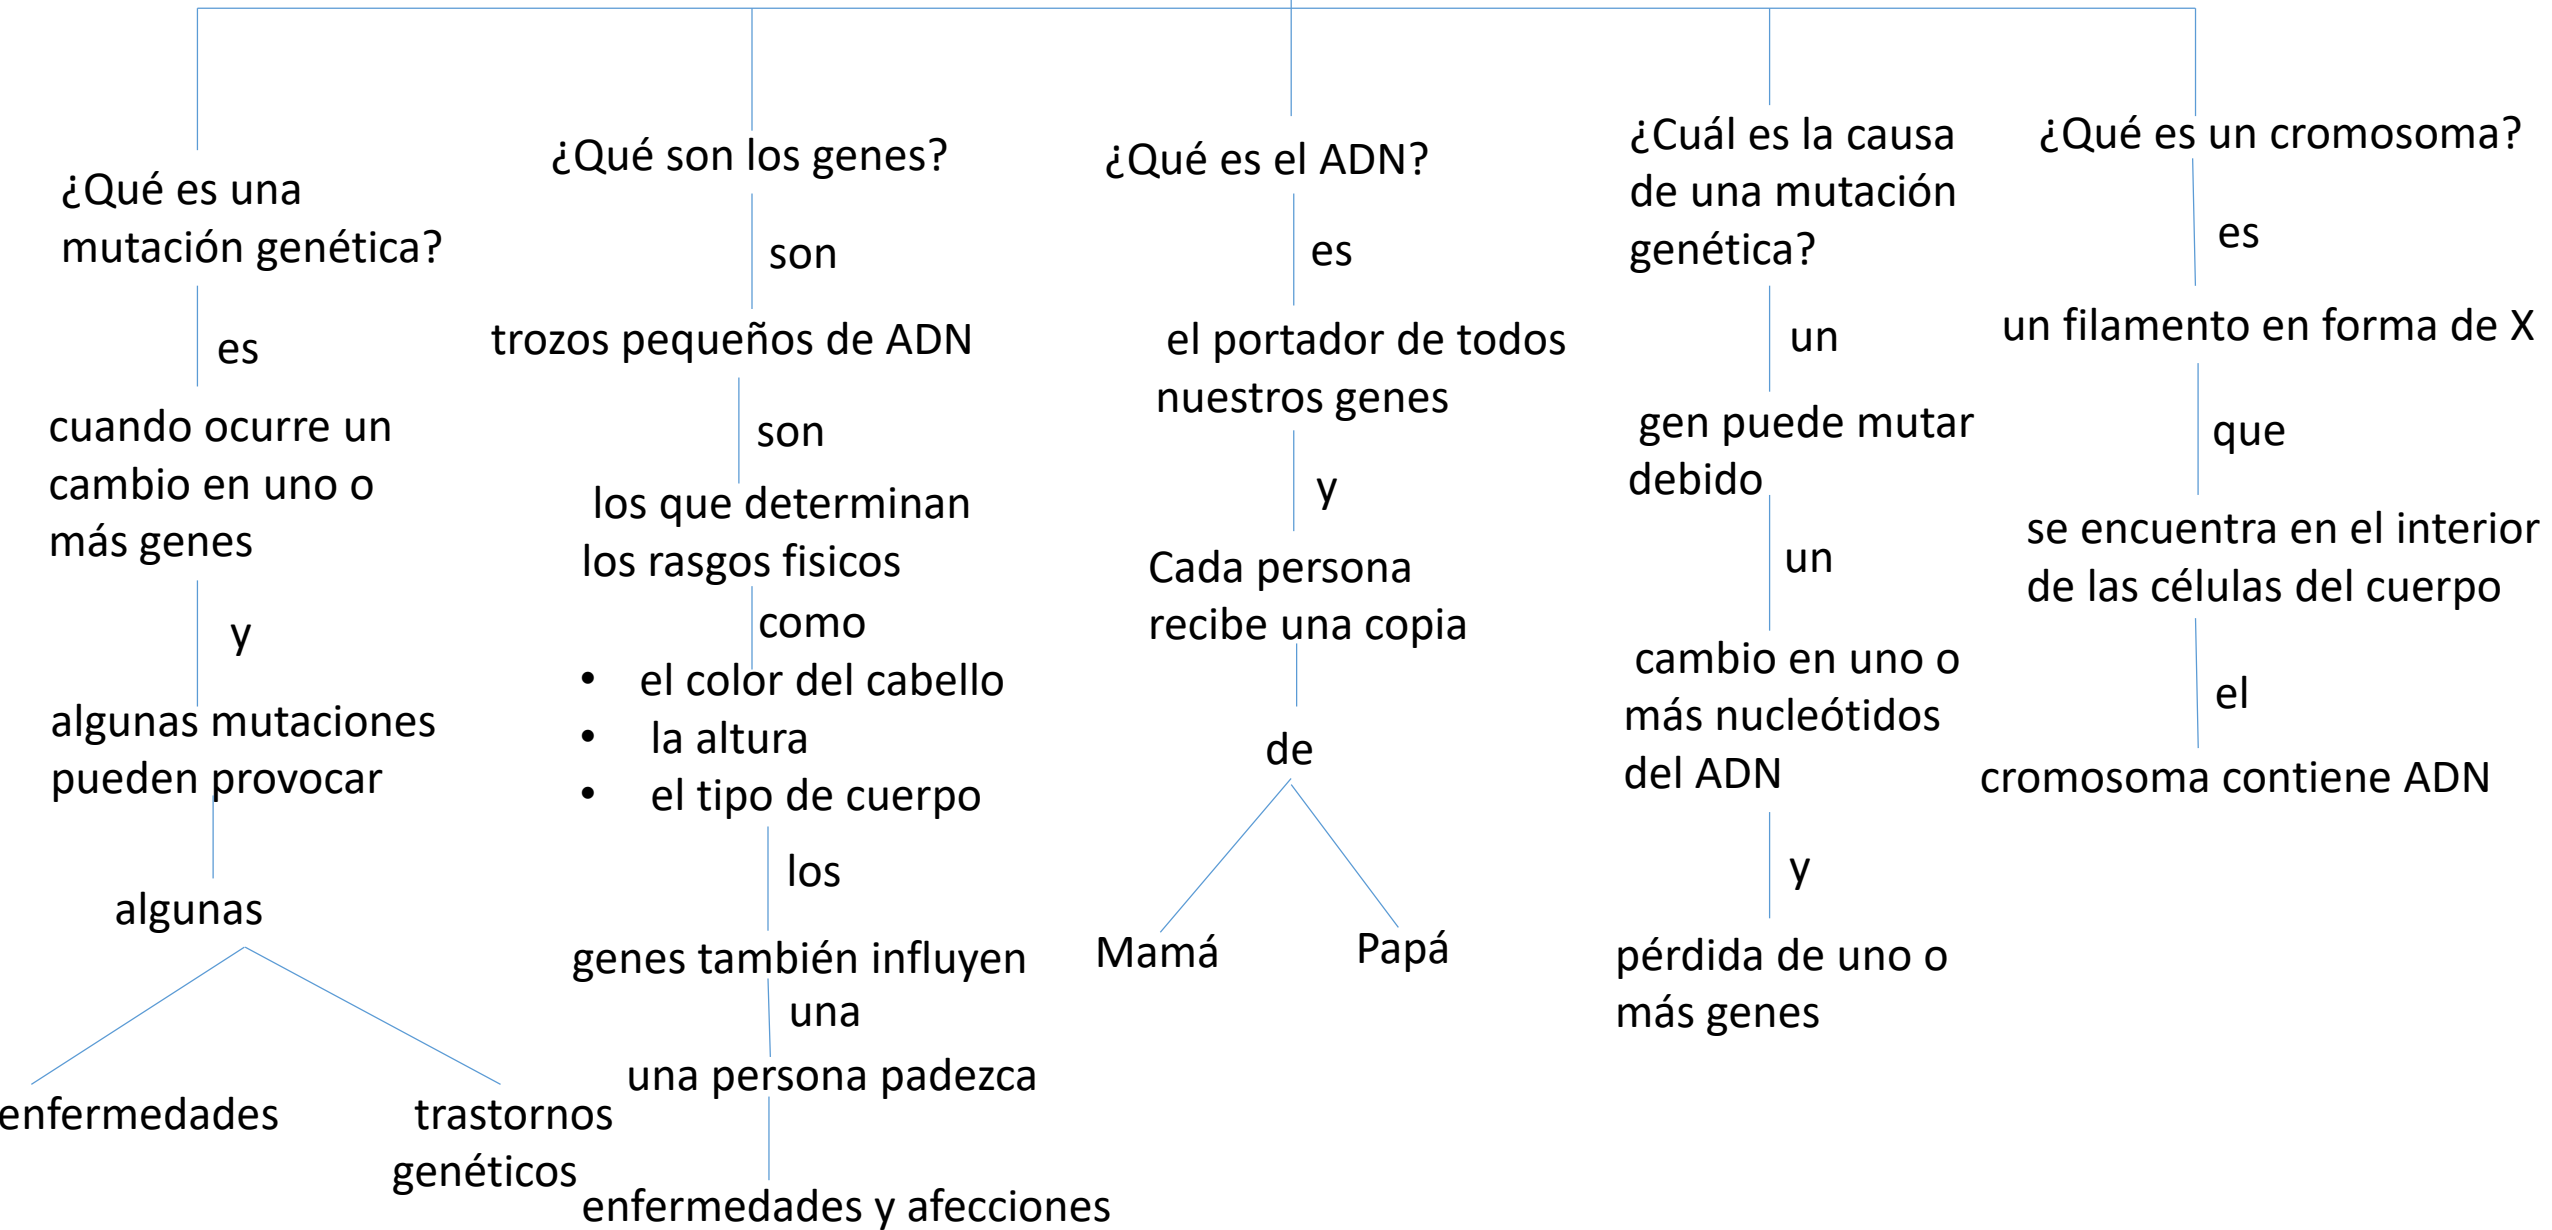 ¿Qué es una
mutación genética?
es
cuando ocurre un
cambio en uno o
más genes
y
algunas mutaciones
pueden provocar
algunas
enfermedades
trastornos
genéticos
¿Qué son los genes?
son
trozos pequeños de ADN
son
los que determinan
los rasgos fisicos
como
• el color del cabello
• la altura
• el tipo de cuerpo
los
genes también influyen
una
una persona padezca
enfermedades y afecciones
¿Qué es el ADN?
es
el portador de todos
nuestros genes
y
Cada persona
recibe una copia
de
Mamá
Papá
¿Cuál es la causa
de una mutación
genética?
un
gen puede mutar
debido
un
cambio en uno o
más nucleótidos
del ADN
y
pérdida de uno o
más genes
¿Qué es un cromosoma?
es
un filamento en forma de X
que
se encuentra en el interior
de las células del cuerpo
el
cromosoma contiene ADN